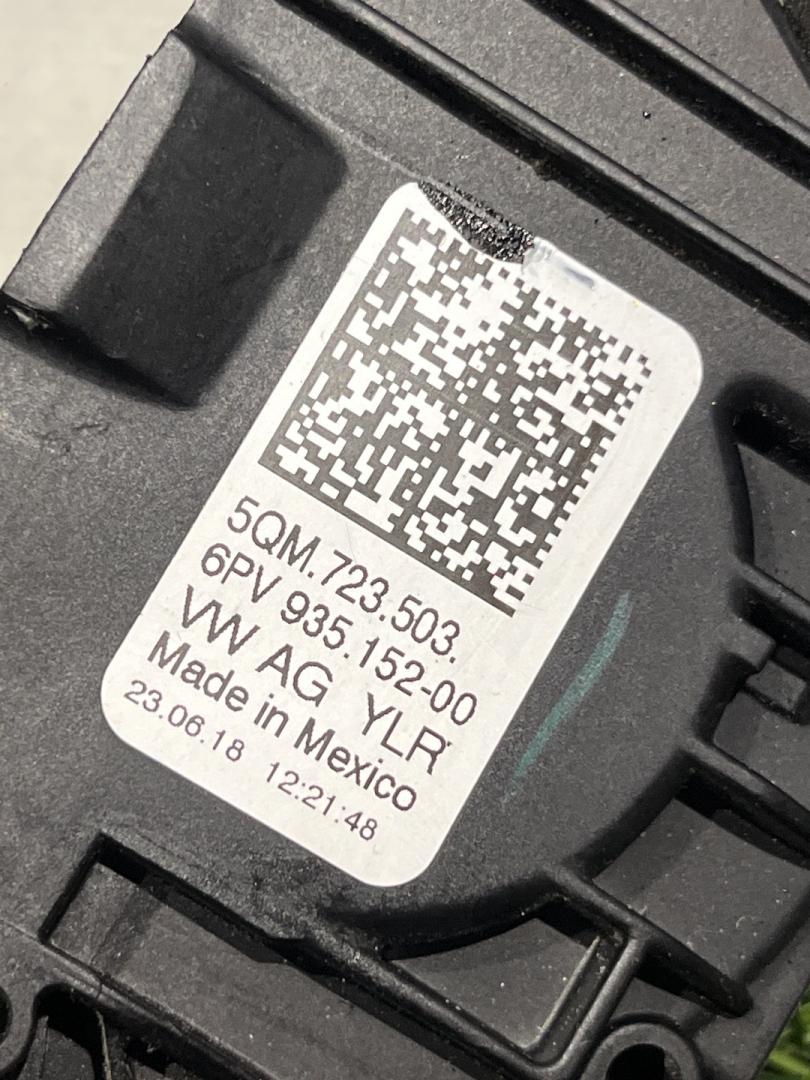 5QM.723.503.
6PV 935.152-00
VW AG YLR
Made in Mexico
23.06.18 12:21:48